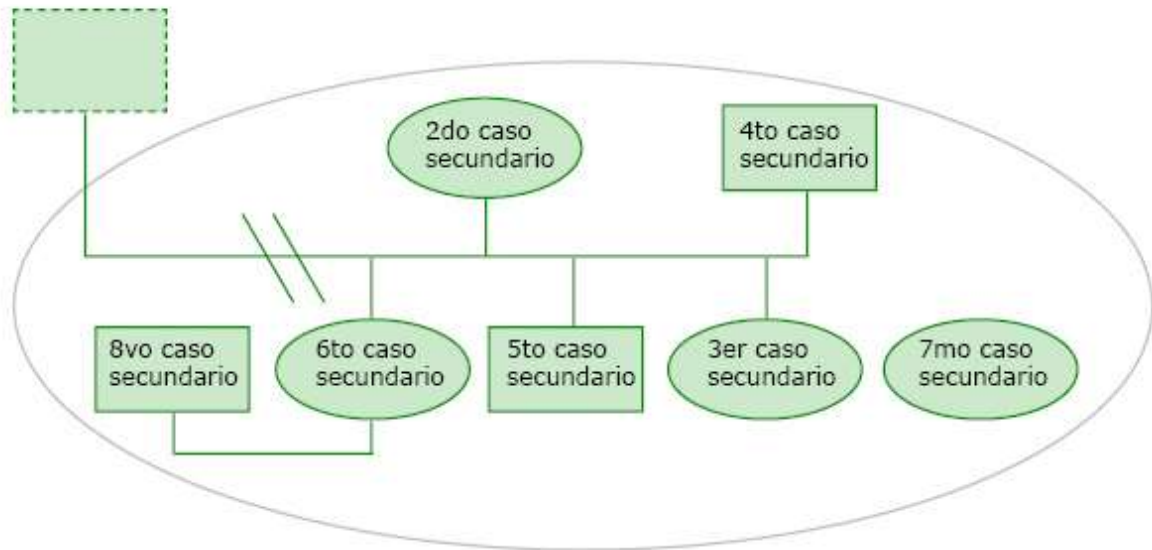 2do caso
secundario
4to caso
secundario
8vo caso
secundario
6to caso
secundario
5to caso
secundario
3er caso
secundario
7mo caso
secundario